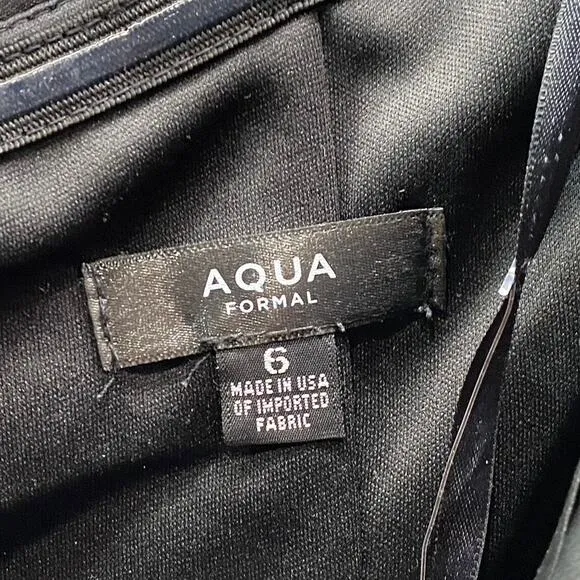 AQUA
FORMAL
6
MADE IN USA
OF IMPORTED
FABRIC